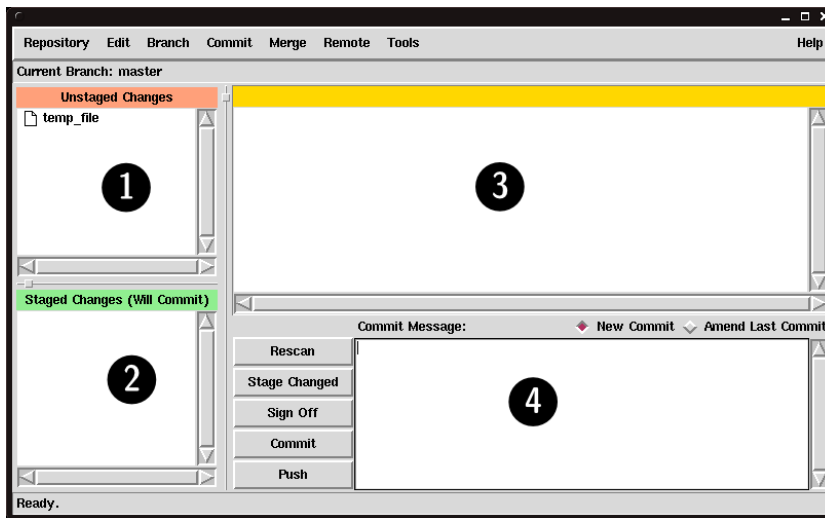 Repository Edit Branch Commit Merge Remote Tools Help
Current Branch: master
Unstaged Changes
temp_file
1
3
Staged Changes (Will Commit)
2
Commit Message: New Commit Amend Last Commit
Rescan
Stage Changed
Sign Off
Commit
Push
4
Ready.